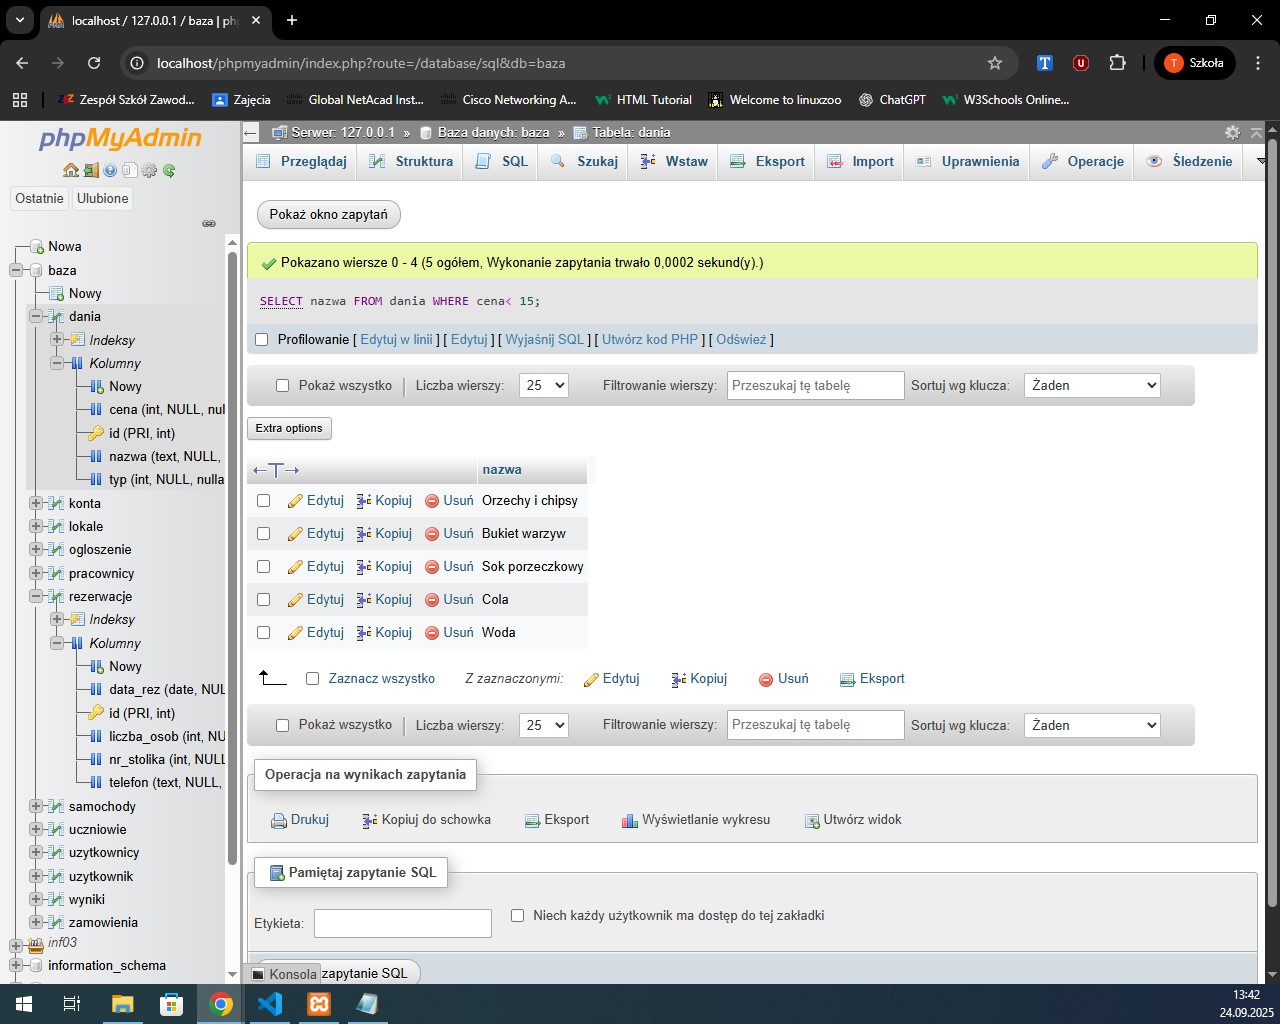 localhost / 127.0.0.1 / baza | ph
localhost/phpmyadmin/index.php?route=/database/sql&db=baza
T Szkoła
Zespół Szkół Zawod...
Zajęcia
Global NetAcad Inst...
Cisco Networking A...
HTML Tutorial
Welcome to linuxzoo
ChatGPT
W3Schools Online...
phpMyAdmin
Ostatnie
Ulubione
Nowa
baza
Nowy
dania
Indeksy
Kolumny
Nowy
cena (int, NULL, nul
id (PRI, int)
nazwa (text, NULL,
typ (int, NULL, nulla
konta
lokale
ogloszenie
pracownicy
rezerwacje
Indeksy
Kolumny
Nowy
data_rez (date, NUL
id (PRI, int)
liczba_osob (int, NU
nr_stolika (int, NULL
telefon (text, NULL,
samochody
uczniowie
uzytkownicy
uzytkownik
wyniki
zamowienia
inf03
information_schema
Serwer: 127.0.0.1 » Baza danych: baza » Tabela: dania
Przeglądaj
Struktura
SQL
Szukaj
Wstaw
Eksport
Import
Uprawnienia
Operacje
Śledzenie
Pokaż okno zapytań
Pokazano wiersze 0 - 4 (5 ogółem, Wykonanie zapytania trwało 0,0002 sekund(y).)
SELECT nazwa FROM dania WHERE cena< 15;
Profilowanie [ Edytuj w linii ] [ Edytuj ] [ Wyjaśnij SQL ] [ Utwórz kod PHP ] [ Odśwież ]
Pokaż wszystko | Liczba wierszy: 25 Filtrowanie wierszy: Przeszukaj tę tabelę Sortuj wg klucza: Żaden
Extra options
←T→ nazwa
Edytuj Kopiuj Usuń Orzechy i chipsy
Edytuj Kopiuj Usuń Bukiet warzyw
Edytuj Kopiuj Usuń Sok porzeczkowy
Edytuj Kopiuj Usuń Cola
Edytuj Kopiuj Usuń Woda
Zaznacz wszystko Z zaznaczonymi: Edytuj Kopiuj Usuń Eksport
Pokaż wszystko | Liczba wierszy: 25 Filtrowanie wierszy: Przeszukaj tę tabelę Sortuj wg klucza: Żaden
Operacja na wynikach zapytania
Drukuj Kopiuj do schowka Eksport Wyświetlanie wykresu Utwórz widok
Pamiętaj zapytanie SQL
Etykieta: Niech każdy użytkownik ma dostęp do tej zakładki
Konsola zapytanie SQL
13:42
24.09.2025